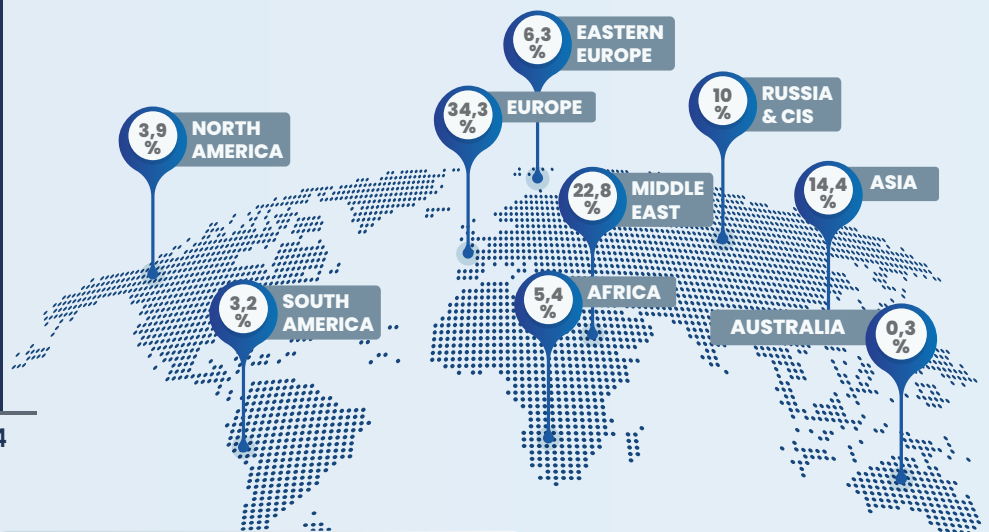 6,3
%
EASTERN
EUROPE
34,3
%
EUROPE
10
%
RUSSIA
& CIS
3,9
%
NORTH
AMERICA
22,8
%
MIDDLE
EAST
14,4
%
ASIA
3,2
%
SOUTH
AMERICA
5,4
%
AFRICA
AUSTRALIA
0,3
%
4